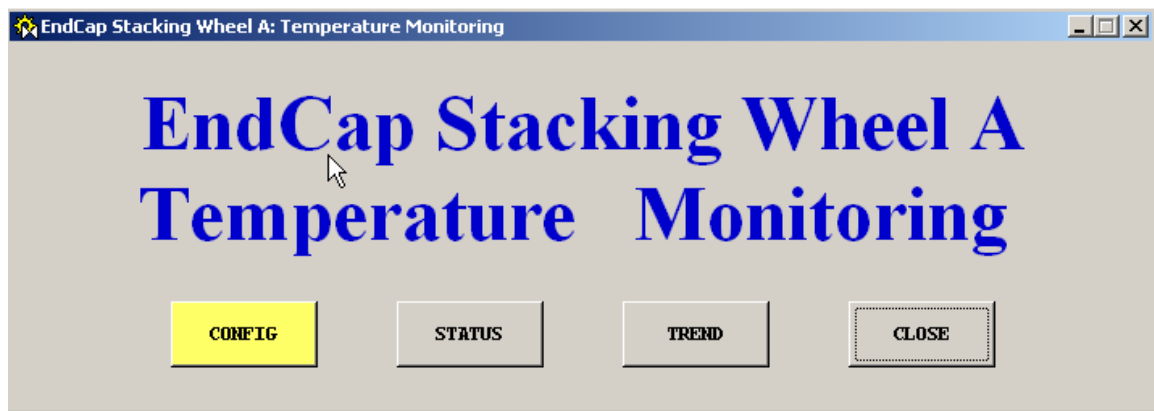 EndCap Stacking Wheel A: Temperature Monitoring
EndCap Stacking Wheel A
Temperature Monitoring
CONFIG STATUS TREND CLOSE